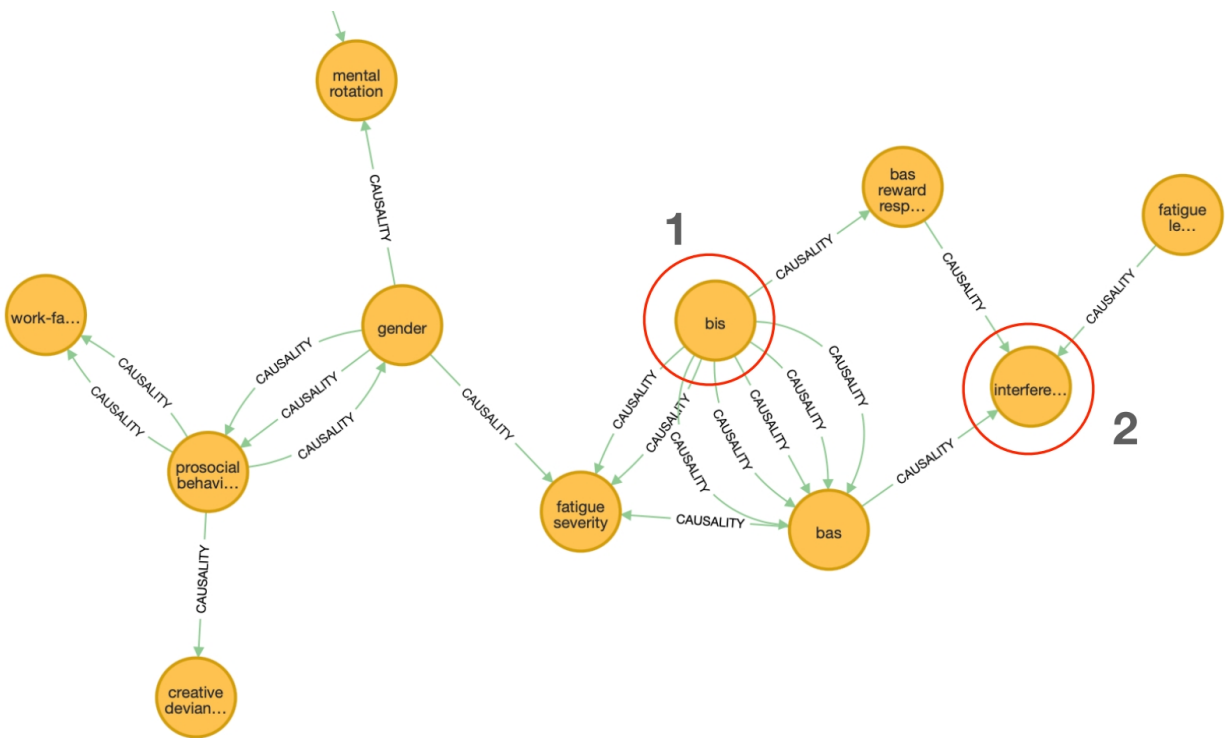 mental
rotation
CAUSALITY
bas
reward
resp…
fatigue
le…
1
CAUSALITY
CAUSALITY
CAUSALITY
work-fa…
gender
bis
CAUSALITY
CAUSALITY
CAUSALITY
CAUSALITY
CAUSALITY
CAUSALITY
CAUSALITY
interfere…
2
CAUSALITY
CAUSALITY
CAUSALITY
CAUSALITY
CAUSALITY
CAUSALITY
CAUSALITY
CAUSALITY
prosocial
behavi…
fatigue
severity
CAUSALITY
bas
CAUSALITY
creative
devian…